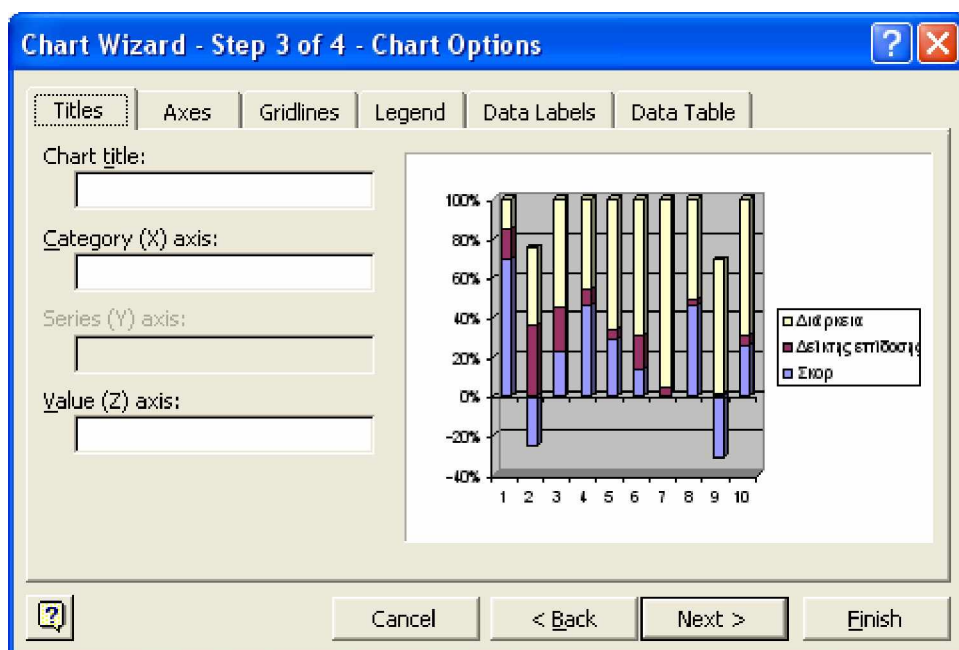 Chart Wizard - Step 3 of 4 - Chart Options
Titles Axes Gridlines Legend Data Labels Data Table
Chart title:
Category (X) axis:
Series (Y) axis:
Value (Z) axis:
100%
80%
60%
40%
20%
0%
-20%
-40%
1 2 3 4 5 6 7 8 9 10
Διάρκεια
Δείκτης επίδοσης
Σκορ
Cancel < Back Next > Finish